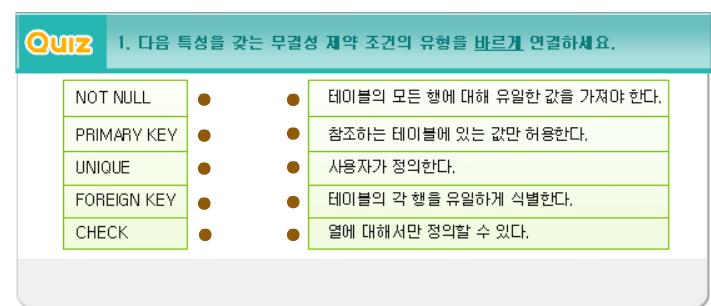 Quiz 1. 다음 특성을 갖는 무결성 제약 조건의 유형을 바르게 연결하세요.
NOT NULL 테이블의 모든 행에 대해 유일한 값을 가져야 한다.
PRIMARY KEY 참조하는 테이블에 있는 값만 허용한다.
UNIQUE 사용자가 정의한다.
FOREIGN KEY 테이블의 각 행을 유일하게 식별한다.
CHECK 열에 대해서만 정의할 수 있다.